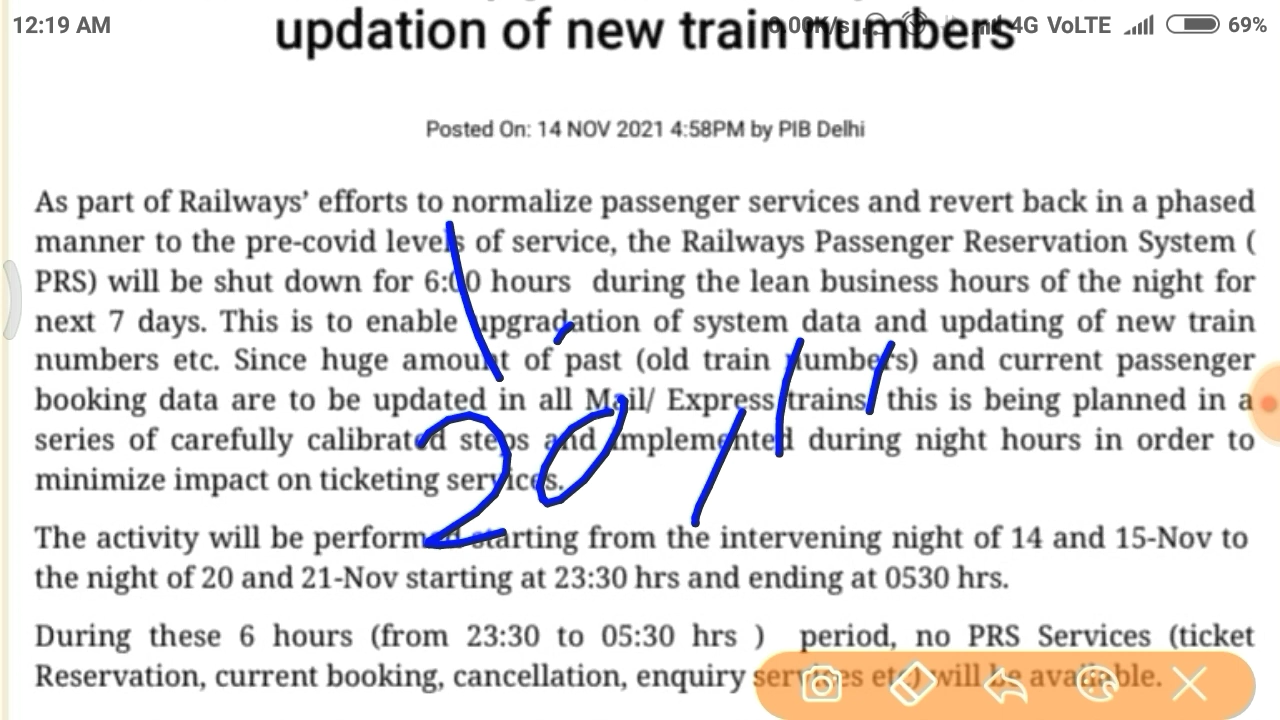 12:19 AM 0.00K/s 4G VoLTE 69%
updation of new train numbers
Posted On: 14 NOV 2021 4:58PM by PIB Delhi
As part of Railways’ efforts to normalize passenger services and revert back in a phased
manner to the pre-covid levels of service, the Railways Passenger Reservation System (
PRS) will be shut down for 6:00 hours during the lean business hours of the night for
next 7 days. This is to enable upgradation of system data and updating of new train
numbers etc. Since huge amount of past (old train numbers) and current passenger
booking data are to be updated in all Mail/ Express trains, this is being planned in a
series of carefully calibrated steps and implemented during night hours in order to
minimize impact on ticketing services.
20/11
The activity will be performed starting from the intervening night of 14 and 15-Nov to
the night of 20 and 21-Nov starting at 23:30 hrs and ending at 0530 hrs.
During these 6 hours (from 23:30 to 05:30 hrs ) period, no PRS Services (ticket
Reservation, current booking, cancellation, enquiry services etc) will be available.